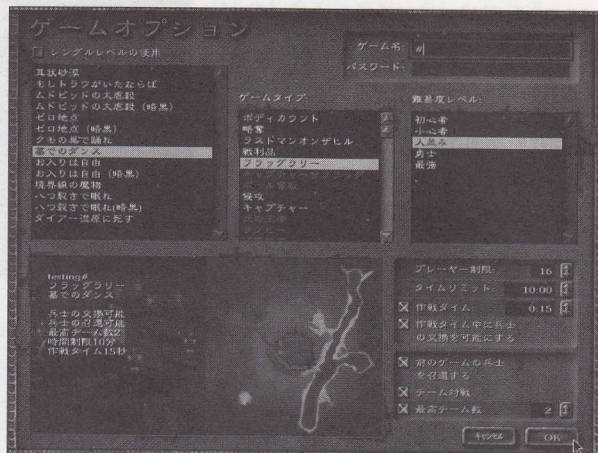 ゲームオプション
シングルレベルの使用
ゲーム名: #
パスワード:
耳状砂漠
もしトラウがいたならば
ムドビッドの大虐殺
ムドビッドの大虐殺（暗黒）
ゼロ地点
ゼロ地点（暗黒）
クモの馬で踊れ
墓でのダンス
お入りは自由
お入りは自由（暗黒）
境界線の魔物
八つ裂きで眠れ
八つ裂きで眠れ(暗黒)
ダイアー湿原に死す
ゲームタイプ:
ボディカウント
略奪
ラストマンオンザヒル
戦利品
フラッグラリー
侵攻
キャプチャー
難易度レベル:
初心者
小心者
人並み
勇士
最強
testing#
フラッグラリー
墓でのダンス
兵士の交換可能
兵士の召還可能
最高チーム数2
時間制限10分
作戦タイム15秒
プレーヤー制限: 16
タイムリミット: 10:00
作戦タイム: 0:15
作戦タイム中に兵士
の交換を可能にする
前のゲームの兵士
を召還する
チーム対戦
最高チーム数 2
キャンセル
OK